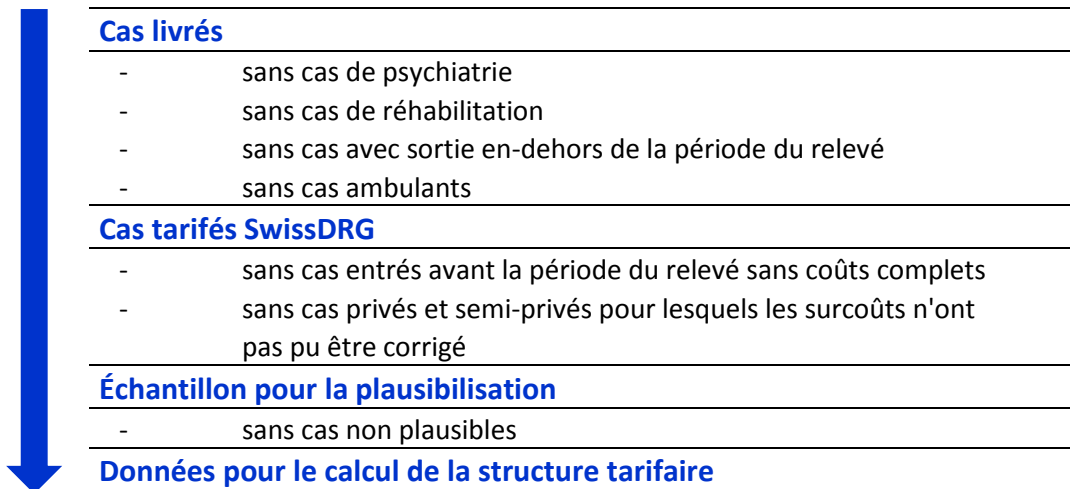 Cas livrés
- sans cas de psychiatrie
- sans cas de réhabilitation
- sans cas avec sortie en-dehors de la période du relevé
- sans cas ambulants
Cas tarifés SwissDRG
- sans cas entrés avant la période du relevé sans coûts complets
- sans cas privés et semi-privés pour lesquels les surcoûts n'ont
pas pu être corrigé
Échantillon pour la plausibilisation
- sans cas non plausibles
Données pour le calcul de la structure tarifaire